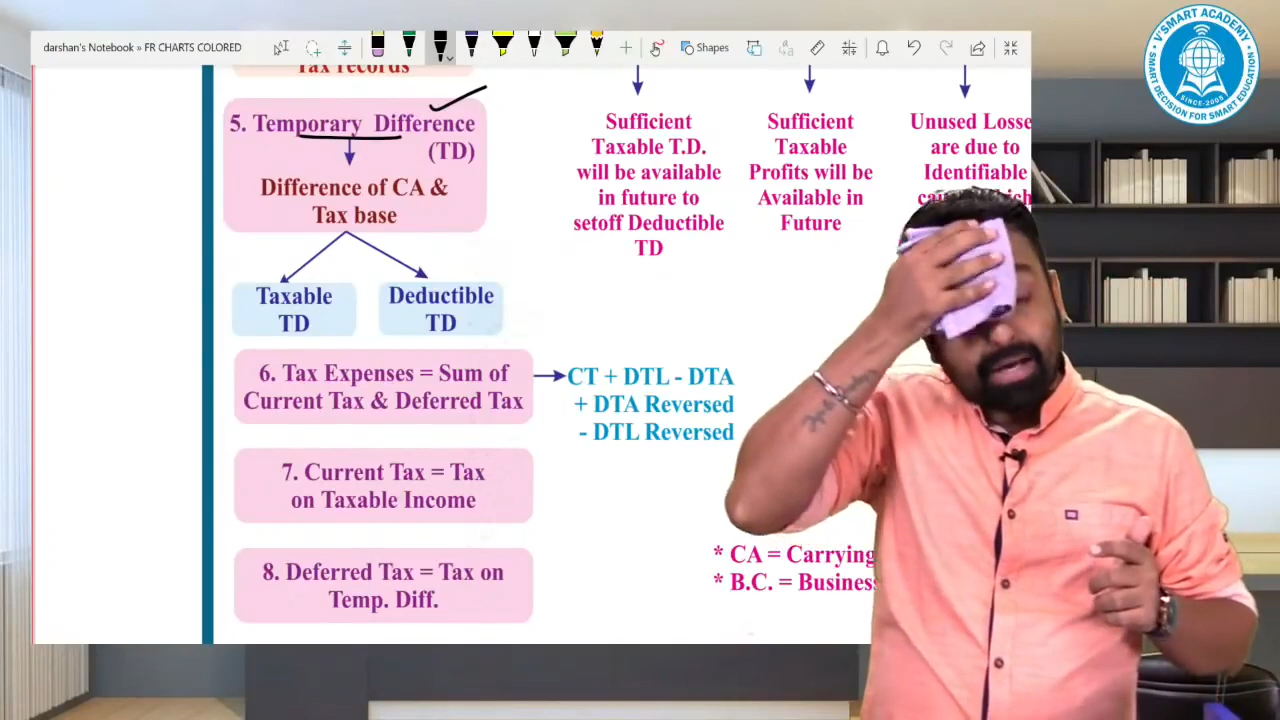 darshan's Notebook » FR CHARTS COLORED
Shapes
V'SMART ACADEMY
SINCE-2005
SMART DECISION FOR SMART EDUCATION
Tax records
5. Temporary Difference
(TD)
Difference of CA &
Tax base
Taxable
TD
Deductible
TD
6. Tax Expenses = Sum of
Current Tax & Deferred Tax
CT + DTL - DTA
+ DTA Reversed
- DTL Reversed
7. Current Tax = Tax
on Taxable Income
8. Deferred Tax = Tax on
Temp. Diff.
Sufficient
Taxable T.D.
will be available
in future to
setoff Deductible
TD
Sufficient
Taxable
Profits will be
Available in
Future
Unused Losse
are due to
Identifiable
* CA = Carrying
* B.C. = Business